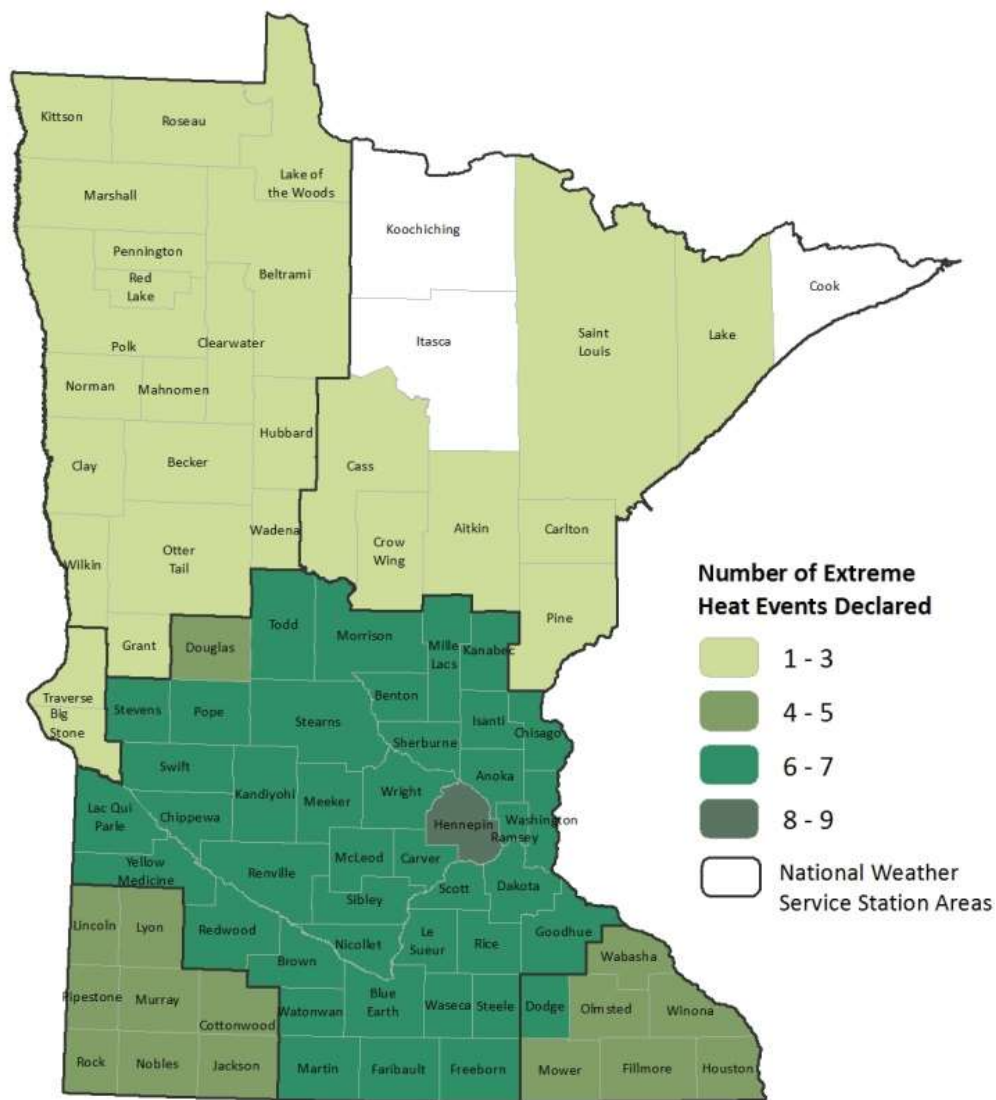 Kittson
Roseau
Lake of
the Woods
Marshall
Koochiching
Pennington
Beltrami
Red
Lake
Cook
Saint
Louis
Lake
Itasca
Clearwater
Polk
Norman
Mahnomen
Hubbard
Clay
Becker
Cass
Wadena
Aitkin
Carlton
Crow
Wing
Otter
Tail
Wilkin
Number of Extreme
Heat Events Declared
1 - 3
4 - 5
6 - 7
8 - 9
National Weather
Service Station Areas
Pine
Todd
Morrison
Grant
Douglas
Mille
Lacs
Kanabec
Traverse
Big
Stone
Stevens
Pope
Stearns
Benton
Isanti
Chisago
Sherburne
Swift
Anoka
Kandiyohi
Meeker
Wright
Lac Qui
Parle
Chippewa
Hennepin
Washington
Ramsey
Yellow
Medicine
Renville
McLeod
Carver
Scott
Dakota
Sibley
Lincoln
Lyon
Redwood
Nicollet
Le
Sueur
Rice
Goodhue
Brown
Wabasha
Pipestone
Murray
Cottonwood
Watonwan
Blue
Earth
Waseca
Steele
Dodge
Olmsted
Winona
Rock
Nobles
Jackson
Martin
Faribault
Freeborn
Mower
Fillmore
Houston